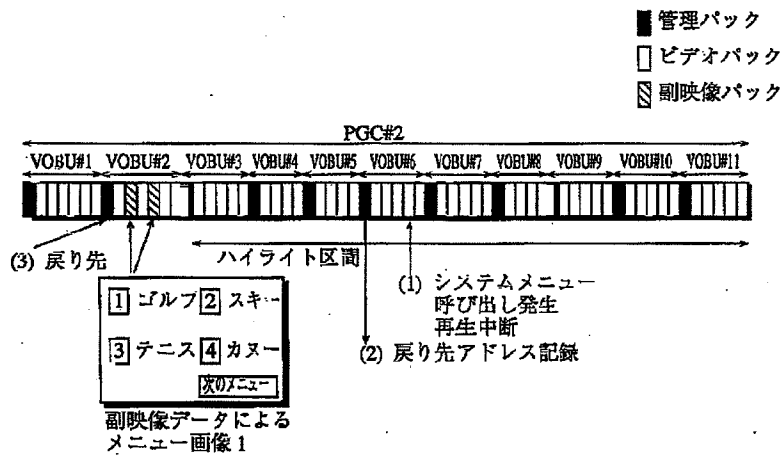 管理パック
ビデオパック
副映像パック
PGC#2
VOBU#1 VOBU#2 VOBU#3 VOBU#4 VOBU#5 VOBU#6 VOBU#7 VOBU#8 VOBU#9 VOBU#10 VOBU#11
(3) 戻り先
ハイライト区間
(1) システムメニュー
呼び出し発生
再生中断
(2) 戻り先アドレス記録
1 ゴルフ 2 スキー
3 テニス 4 カヌー
次のメニュー
副映像データによる
メニュー画像1